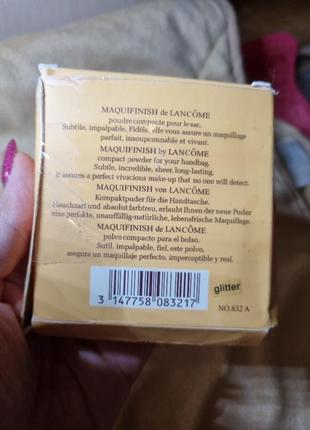 MAQUIFINISH de LANCÔME
poudre compacte pour le sac.
Subtile, impalpable, Fidèle, elle vous assure un maquillage
parfait, insoupçonnable et vivant.
MAQUIFINISH by LANCÔME
compact powder for your handbag.
Subtle, incredible, sheer, long-lasting.
it assures a perfect vivacious make-up that no one will detect.
MAQUIFINISH von LANCÔME
Kompaktpuder für die Handtasche.
Hauchzart und absolut farbtreu, erlaubt Ihnen der neue Puder
eine perfekte, unauffällig-natürliche, lebensfrische Maquillage.
MAQUIFINISH de LANCÔME
polvo compacto para el bolso.
Sutil, impalpable, fiel, este polvo,
asegura un maquillaje perfecto, imperceptible y real.
3 147758 083217
glitter
NO.832 A